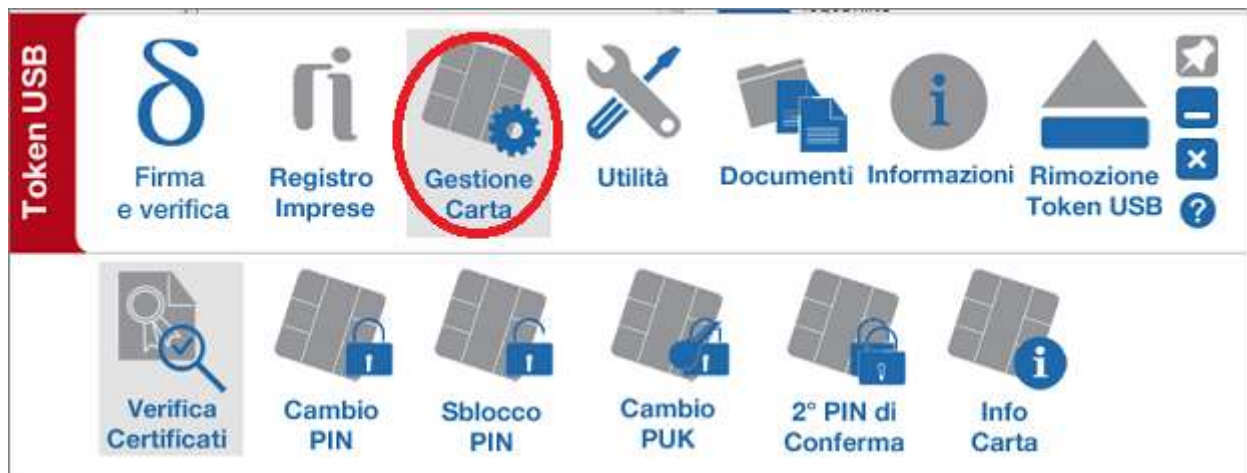 Token USB
Firma
e verifica
Registro
Imprese
Gestione
Carta
Utilità
Documenti
Informazioni
Rimozione
Token USB
Verifica
Certificati
Cambio
PIN
Sblocco
PIN
Cambio
PUK
2° PIN di
Conferma
Info
Carta